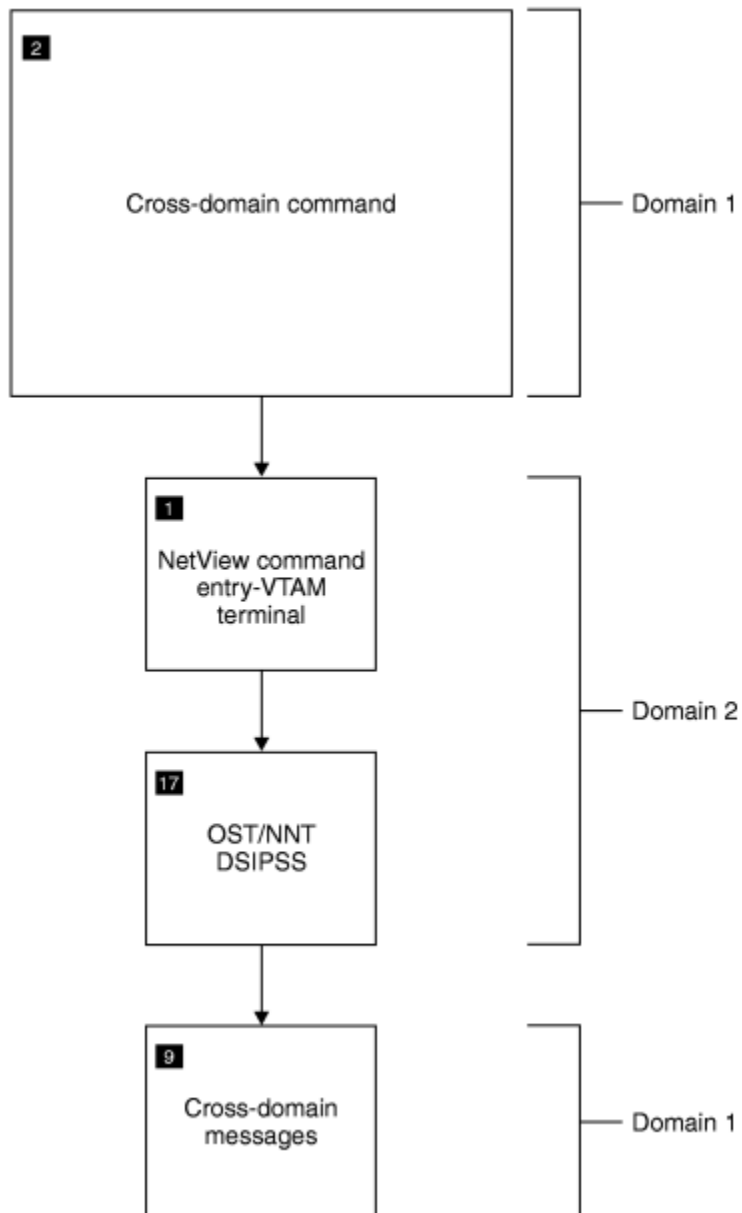 2
Cross-domain command
Domain 1
1
NetView command
entry-VTAM
terminal
Domain 2
17
OST/NNT
DSIPSS
9
Cross-domain
messages
Domain 1